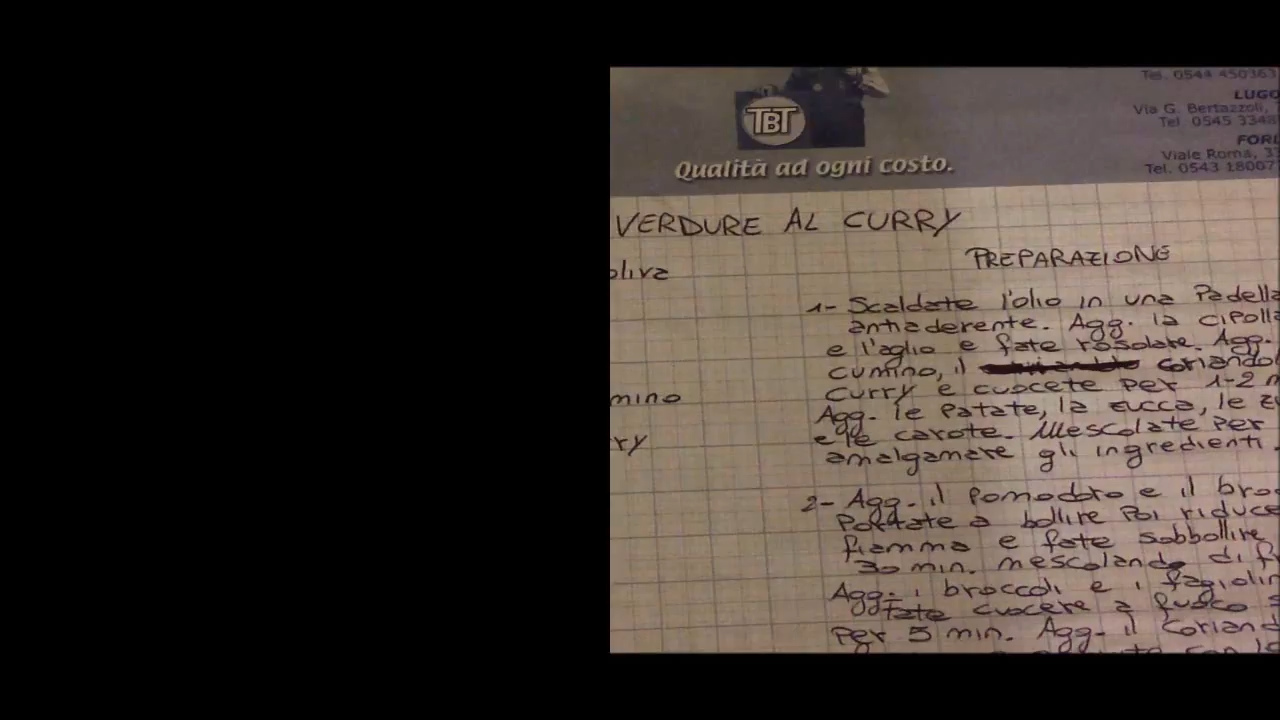 Tel. 0544 450363
LUGO
Via G. Bertazzoli,
Tel. 0545 3348
TBT
FORL
Viale Roma, 33
Tel. 0543 18007
Qualità ad ogni costo.
VERDURE AL CURRY
oliva
PREPARAZIONE
1- Scaldate l'olio in una Padella
antiaderente. Agg. la cipolla
e l'aglio e fate rosolare. Agg.
cumino, il coriandol
mino
curry e cuocete per 1-2 m
Agg. le patate, la zucca, le z
ry
e le carote. Mescolate per
amalgamare gli ingredienti.
2- Agg. il pomodoro e il bro
Portate a bollire poi riduce
fiamma e fate sobbollire
30 min. mescolando di f
Agg. i broccoli e i fagiolin
fate cuocere a fuoco s
per 5 min. Agg. il coriand